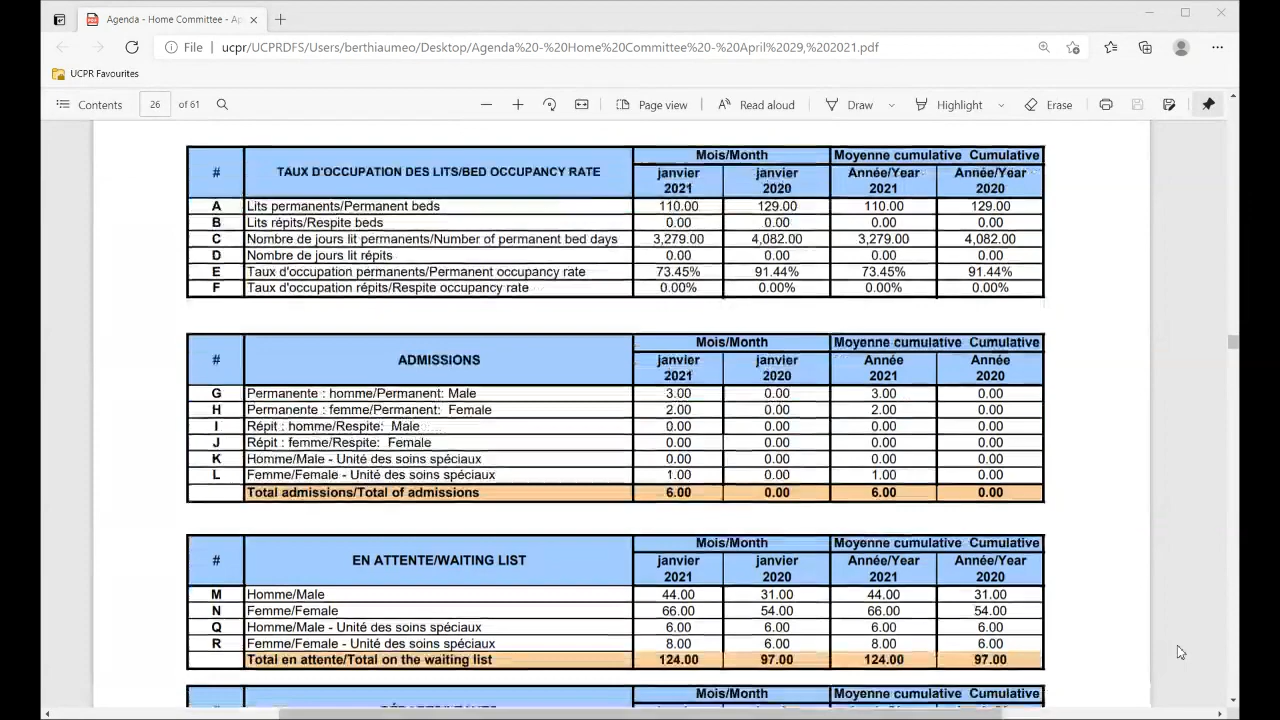 Agenda - Home Committee - Ap
File ucpr/UCPRDFS/Users/berthiaumeo/Desktop/Agenda%20-%20Home%20Committee%20-%20April%2029,%202021.pdf
UCPR Favourites
Contents 26 of 61 Page view Read aloud Draw Highlight Erase
# TAUX D'OCCUPATION DES LITS/BED OCCUPANCY RATE Mois/Month Moyenne cumulative Cumulative
janvier 2021 janvier 2020 Année/Year 2021 Année/Year 2020
A Lits permanents/Permanent beds 110.00 129.00 110.00 129.00
B Lits répits/Respite beds 0.00 0.00 0.00 0.00
C Nombre de jours lit permanents/Number of permanent bed days 3,279.00 4,082.00 3,279.00 4,082.00
D Nombre de jours lit répits 0.00 0.00 0.00 0.00
E Taux d'occupation permanents/Permanent occupancy rate 73.45% 91.44% 73.45% 91.44%
F Taux d'occupation répits/Respite occupancy rate 0.00% 0.00% 0.00% 0.00%
# ADMISSIONS Mois/Month Moyenne cumulative Cumulative
janvier 2021 janvier 2020 Année 2021 Année 2020
G Permanente : homme/Permanent: Male 3.00 0.00 3.00 0.00
H Permanente : femme/Permanent: Female 2.00 0.00 2.00 0.00
I Répit : homme/Respite: Male 0.00 0.00 0.00 0.00
J Répit : femme/Respite: Female 0.00 0.00 0.00 0.00
K Homme/Male - Unité des soins spéciaux 0.00 0.00 0.00 0.00
L Femme/Female - Unité des soins spéciaux 1.00 0.00 1.00 0.00
Total admissions/Total of admissions 6.00 0.00 6.00 0.00
# EN ATTENTE/WAITING LIST Mois/Month Moyenne cumulative Cumulative
janvier 2021 janvier 2020 Année/Year 2021 Année/Year 2020
M Homme/Male 44.00 31.00 44.00 31.00
N Femme/Female 66.00 54.00 66.00 54.00
Q Homme/Male - Unité des soins spéciaux 6.00 6.00 6.00 6.00
R Femme/Female - Unité des soins spéciaux 8.00 6.00 8.00 6.00
Total en attente/Total on the waiting list 124.00 97.00 124.00 97.00
Mois/Month Moyenne cumulative Cumulative